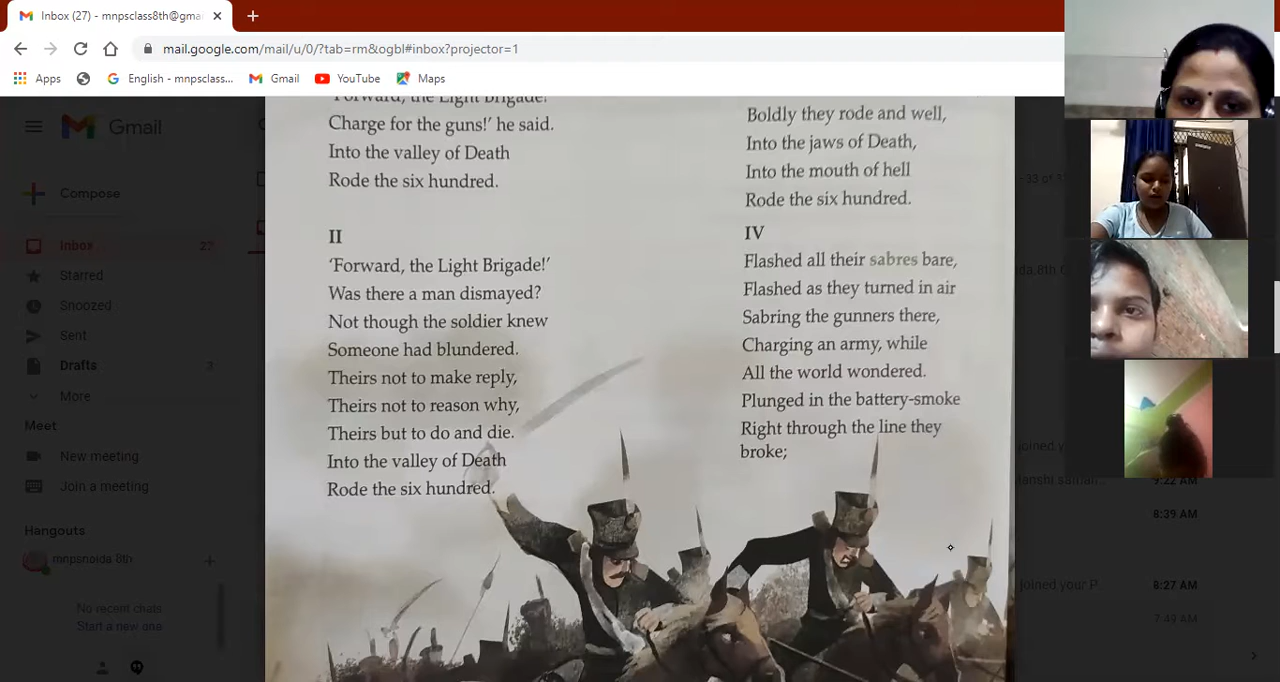 Inbox (27) - mnpsclass8th@gma
mail.google.com/mail/u/0/?tab=rm&ogbl#inbox?projector=1
Apps
English - mnpsclass...
Gmail
YouTube
Maps
Gmail
Compose
Inbox 27
Starred
Snoozed
Sent
Drafts 3
More
Meet
New meeting
Join a meeting
Hangouts
mnpsnoida 8th
No recent chats
Start a new one
'Forward, the Light Brigade!
Charge for the guns!' he said.
Into the valley of Death
Rode the six hundred.
II
'Forward, the Light Brigade!'
Was there a man dismayed?
Not though the soldier knew
Someone had blundered.
Theirs not to make reply,
Theirs not to reason why,
Theirs but to do and die.
Into the valley of Death
Rode the six hundred.
Boldly they rode and well,
Into the jaws of Death,
Into the mouth of hell
Rode the six hundred.
IV
Flashed all their sabres bare,
Flashed as they turned in air
Sabring the gunners there,
Charging an army, while
All the world wondered.
Plunged in the battery-smoke
Right through the line they
broke;
9:22 AM
8:39 AM
joined your P... 8:27 AM
7:49 AM